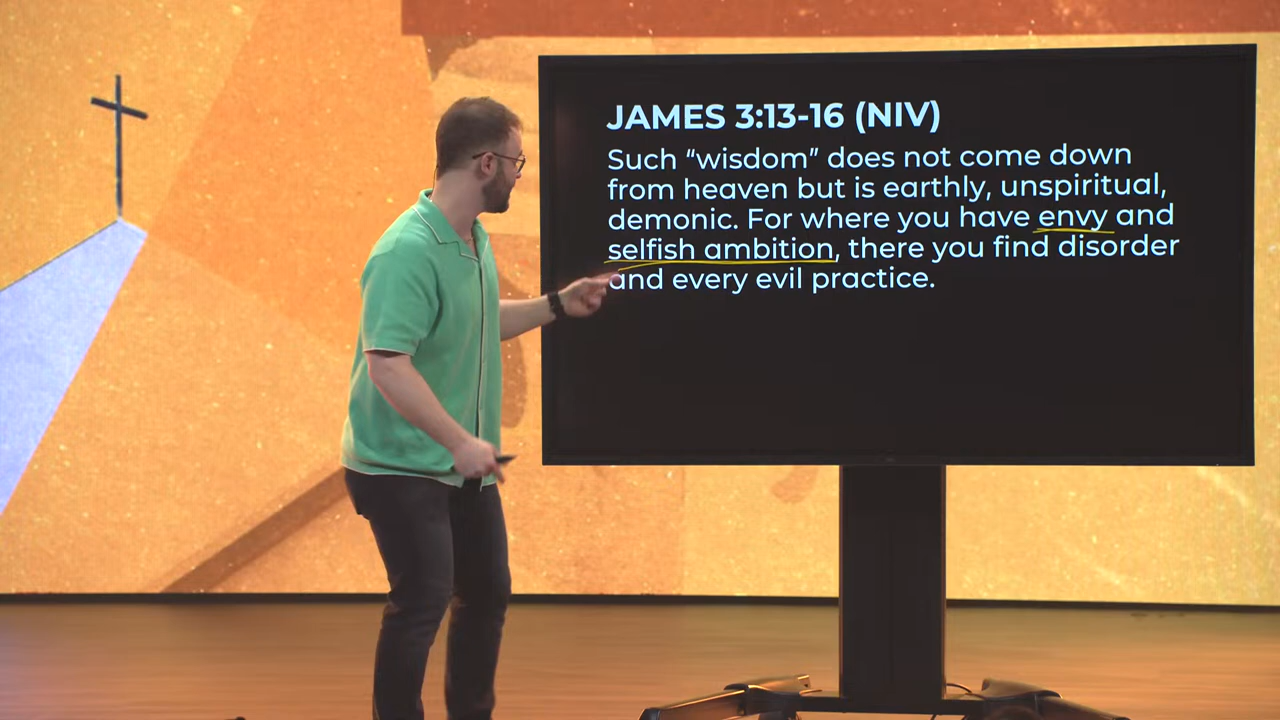 JAMES 3:13-16 (NIV)
Such “wisdom” does not come down
from heaven but is earthly, unspiritual,
demonic. For where you have envy and
selfish ambition, there you find disorder
and every evil practice.